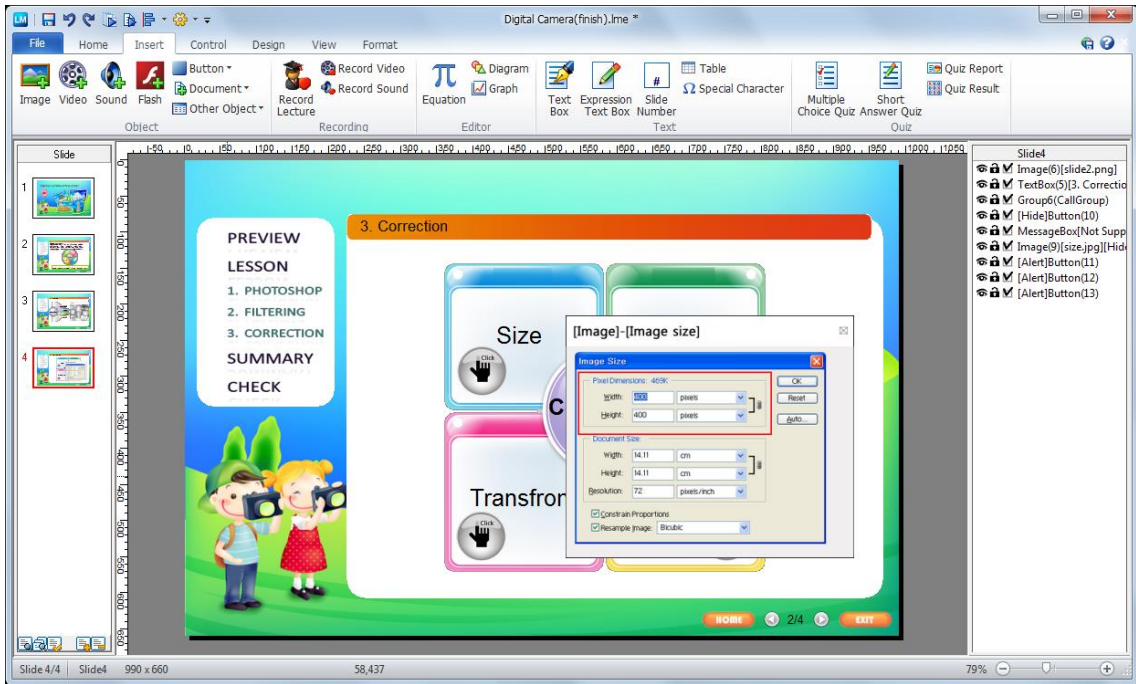 LM
Digital Camera(finish).lme *
File Home Insert Control Design View Format
Image Video Sound Flash
Button
Document
Other Object
Object
Record Lecture
Record Video
Record Sound
Recording
Equation
Diagram
Graph
Editor
Text Box
Expression Text Box
Slide Number
Table
Special Character
Text
Multiple Choice Quiz
Short Answer Quiz
Quiz Report
Quiz Result
Quiz
Slide
1
2
3
4
PREVIEW
LESSON
1. PHOTOSHOP
2. FILTERING
3. CORRECTION
SUMMARY
CHECK
3. Correction
Size
Click
C
Transfron
Click
[Image]-[Image size]
Image Size
Pixel Dimensions: 469K
Width: 400 pixels
Height: 400 pixels
OK
Reset
Auto...
Document Size:
Width: 14.11 cm
Height: 14.11 cm
Resolution: 72 pixels/inch
Constrain Proportions
Resample Image: Bicubic
HOME 2/4 EXIT
Slide4
Image(6)[slide2.png]
TextBox(5)[3. Correctio
Group6(CallGroup)
[Hide]Button(10)
MessageBox[Not Supp
Image(9)[size.jpg][Hide
[Alert]Button(11)
[Alert]Button(12)
[Alert]Button(13)
Slide 4/4 Slide4 990 x 660 58,437 79%